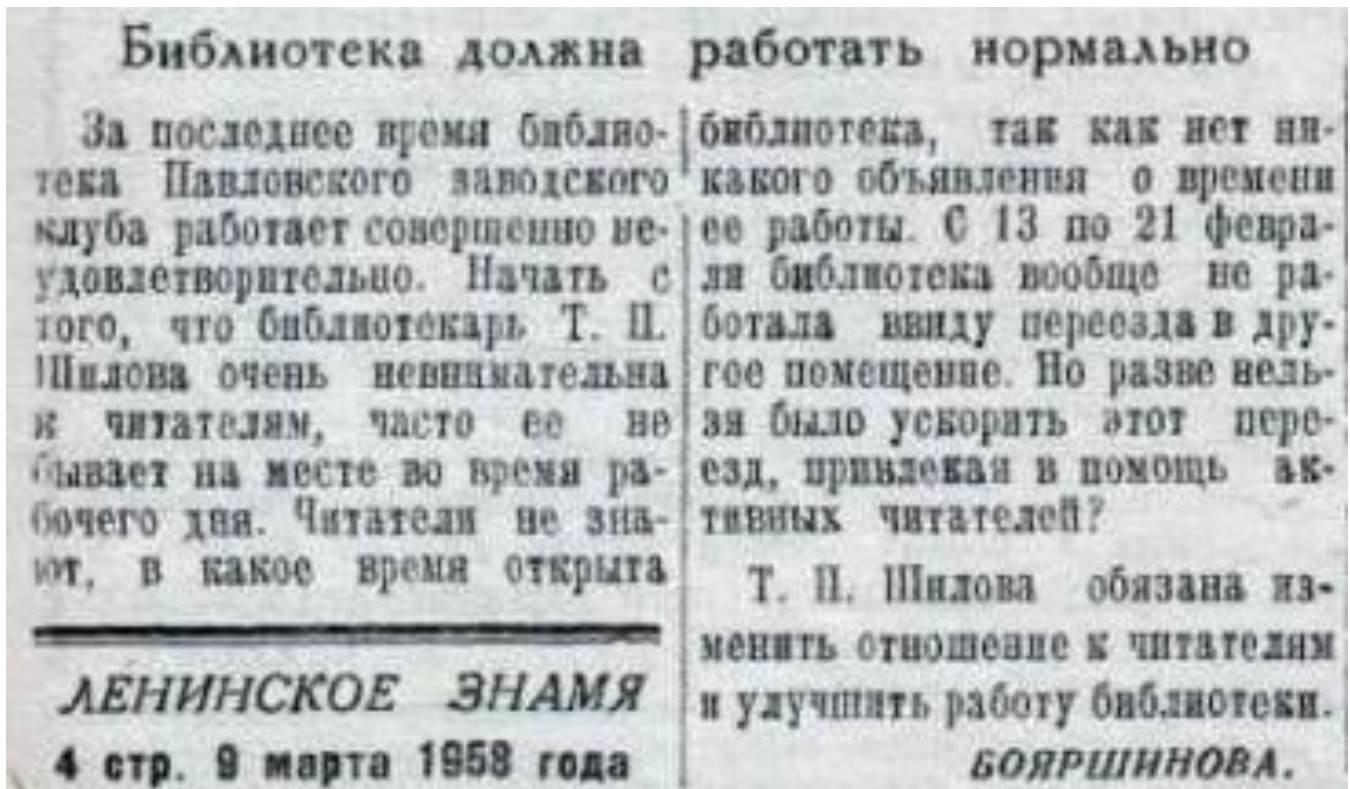 Библиотека должна работать нормально
За последнее время библио-
тека Павловского заводского
клуба работает совершенно не-
удовлетворительно. Начать с
того, что библиотекарь Т. П.
Шилова очень невнимательна
к читателям, часто ее не
бывает на месте во время ра-
бочего дня. Читатели не зна-
ют, в какое время открыта
библиотека, так как нет ни-
какого объявления о времени
ее работы. С 13 по 21 февра-
ля библиотека вообще не ра-
ботала ввиду переезда в дру-
гое помещение. Но разве нель-
зя было ускорить этот пере-
езд, привлекая в помощь ак-
тивных читателей?
Т. П. Шилова обязана из-
менить отношение к читателям
и улучшить работу библиотеки.
БОЯРШИНОВА.
ЛЕНИНСКОЕ ЗНАМЯ
4 стр. 9 марта 1958 года